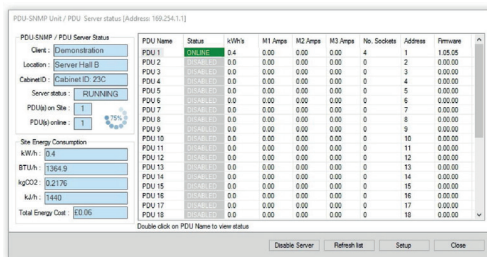 PDU-SNMP Unit / PDU Server status [Address: 169.254.1.1]
PDU-SNMP / PDU Server Status
Client : Demonstration
Location : Server Hall B
CabinetID : Cabinet ID: 23C
Server status : RUNNING
PDU(s) on Site : 1
PDU(s) online : 1
75%
Site Energy Consumption
kW/h : 0.4
BTU/h : 1364.9
kgCO2 : 0.2176
kJ/h : 1440
Total Energy Cost : £0.06
PDU Name Status kWh's M1 Amps M2 Amps M3 Amps No. Sockets Address Firmware
PDU 1 ONLINE 0.4 0.00 0.00 0.00 4 1 1.05.05
PDU 2 DISABLED 0.0 0.00 0.00 0.00 0 2 0.00.00
PDU 3 DISABLED 0.0 0.00 0.00 0.00 0 3 0.00.00
PDU 4 DISABLED 0.0 0.00 0.00 0.00 0 4 0.00.00
PDU 5 DISABLED 0.0 0.00 0.00 0.00 0 5 0.00.00
PDU 6 DISABLED 0.0 0.00 0.00 0.00 0 6 0.00.00
PDU 7 DISABLED 0.0 0.00 0.00 0.00 0 7 0.00.00
PDU 8 DISABLED 0.0 0.00 0.00 0.00 0 8 0.00.00
PDU 9 DISABLED 0.0 0.00 0.00 0.00 0 9 0.00.00
PDU 10 DISABLED 0.0 0.00 0.00 0.00 0 10 0.00.00
PDU 11 DISABLED 0.0 0.00 0.00 0.00 0 11 0.00.00
PDU 12 DISABLED 0.0 0.00 0.00 0.00 0 12 0.00.00
PDU 13 DISABLED 0.0 0.00 0.00 0.00 0 13 0.00.00
PDU 14 DISABLED 0.0 0.00 0.00 0.00 0 14 0.00.00
PDU 15 DISABLED 0.0 0.00 0.00 0.00 0 15 0.00.00
PDU 16 DISABLED 0.0 0.00 0.00 0.00 0 16 0.00.00
PDU 17 DISABLED 0.0 0.00 0.00 0.00 0 17 0.00.00
PDU 18 DISABLED 0.0 0.00 0.00 0.00 0 18 0.00.00
Double click on PDU Name to view status
Disable Server Refresh list Setup Close